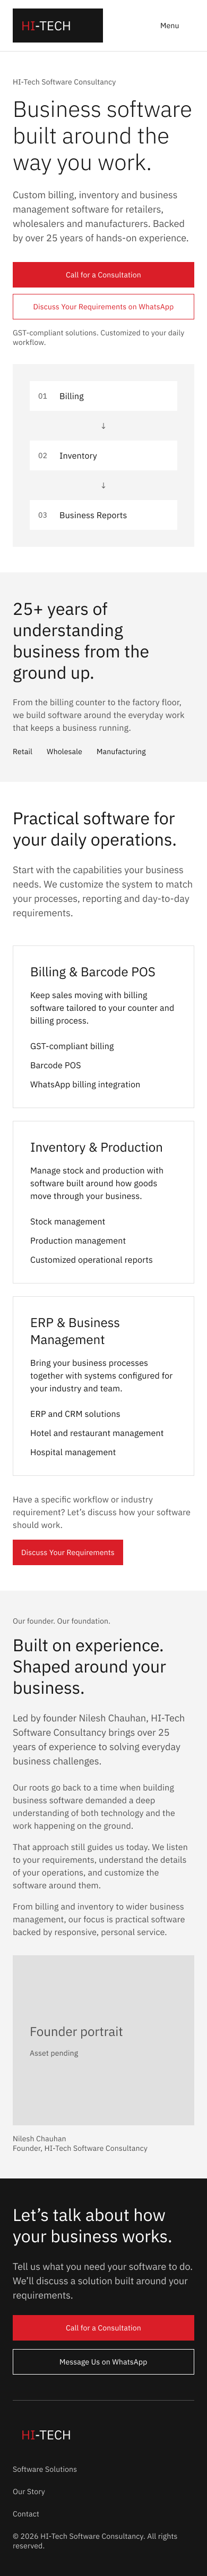 HI-TECH
Menu
HI-Tech Software Consultancy
Business software
built around the
way you work.
Custom billing, inventory and business
management software for retailers,
wholesalers and manufacturers. Backed
by over 25 years of hands-on experience.
Call for a Consultation
Discuss Your Requirements on WhatsApp
GST-compliant solutions. Customized to your daily
workflow.
01 Billing
↓
02 Inventory
↓
03 Business Reports
25+ years of
understanding
business from the
ground up.
From the billing counter to the factory floor,
we build software around the everyday work
that keeps a business running.
Retail Wholesale Manufacturing
Practical software for
your daily operations.
Start with the capabilities your business
needs. We customize the system to match
your processes, reporting and day-to-day
requirements.
Billing & Barcode POS
Keep sales moving with billing
software tailored to your counter and
billing process.
GST-compliant billing
Barcode POS
WhatsApp billing integration
Inventory & Production
Manage stock and production with
software built around how goods
move through your business.
Stock management
Production management
Customized operational reports
ERP & Business
Management
Bring your business processes
together with systems configured for
your industry and team.
ERP and CRM solutions
Hotel and restaurant management
Hospital management
Have a specific workflow or industry
requirement? Let’s discuss how your software
should work.
Discuss Your Requirements
Our founder. Our foundation.
Built on experience.
Shaped around your
business.
Led by founder Nilesh Chauhan, HI-Tech
Software Consultancy brings over 25
years of experience to solving everyday
business challenges.
Our roots go back to a time when building
business software demanded a deep
understanding of both technology and the
work happening on the ground.
That approach still guides us today. We listen
to your requirements, understand the details
of your operations, and customize the
software around them.
From billing and inventory to wider business
management, our focus is practical software
backed by responsive, personal service.
Founder portrait
Asset pending
Nilesh Chauhan
Founder, HI-Tech Software Consultancy
Let’s talk about how
your business works.
Tell us what you need your software to do.
We’ll discuss a solution built around your
requirements.
Call for a Consultation
Message Us on WhatsApp
HI-TECH
Software Solutions
Our Story
Contact
© 2026 HI-Tech Software Consultancy. All rights
reserved.